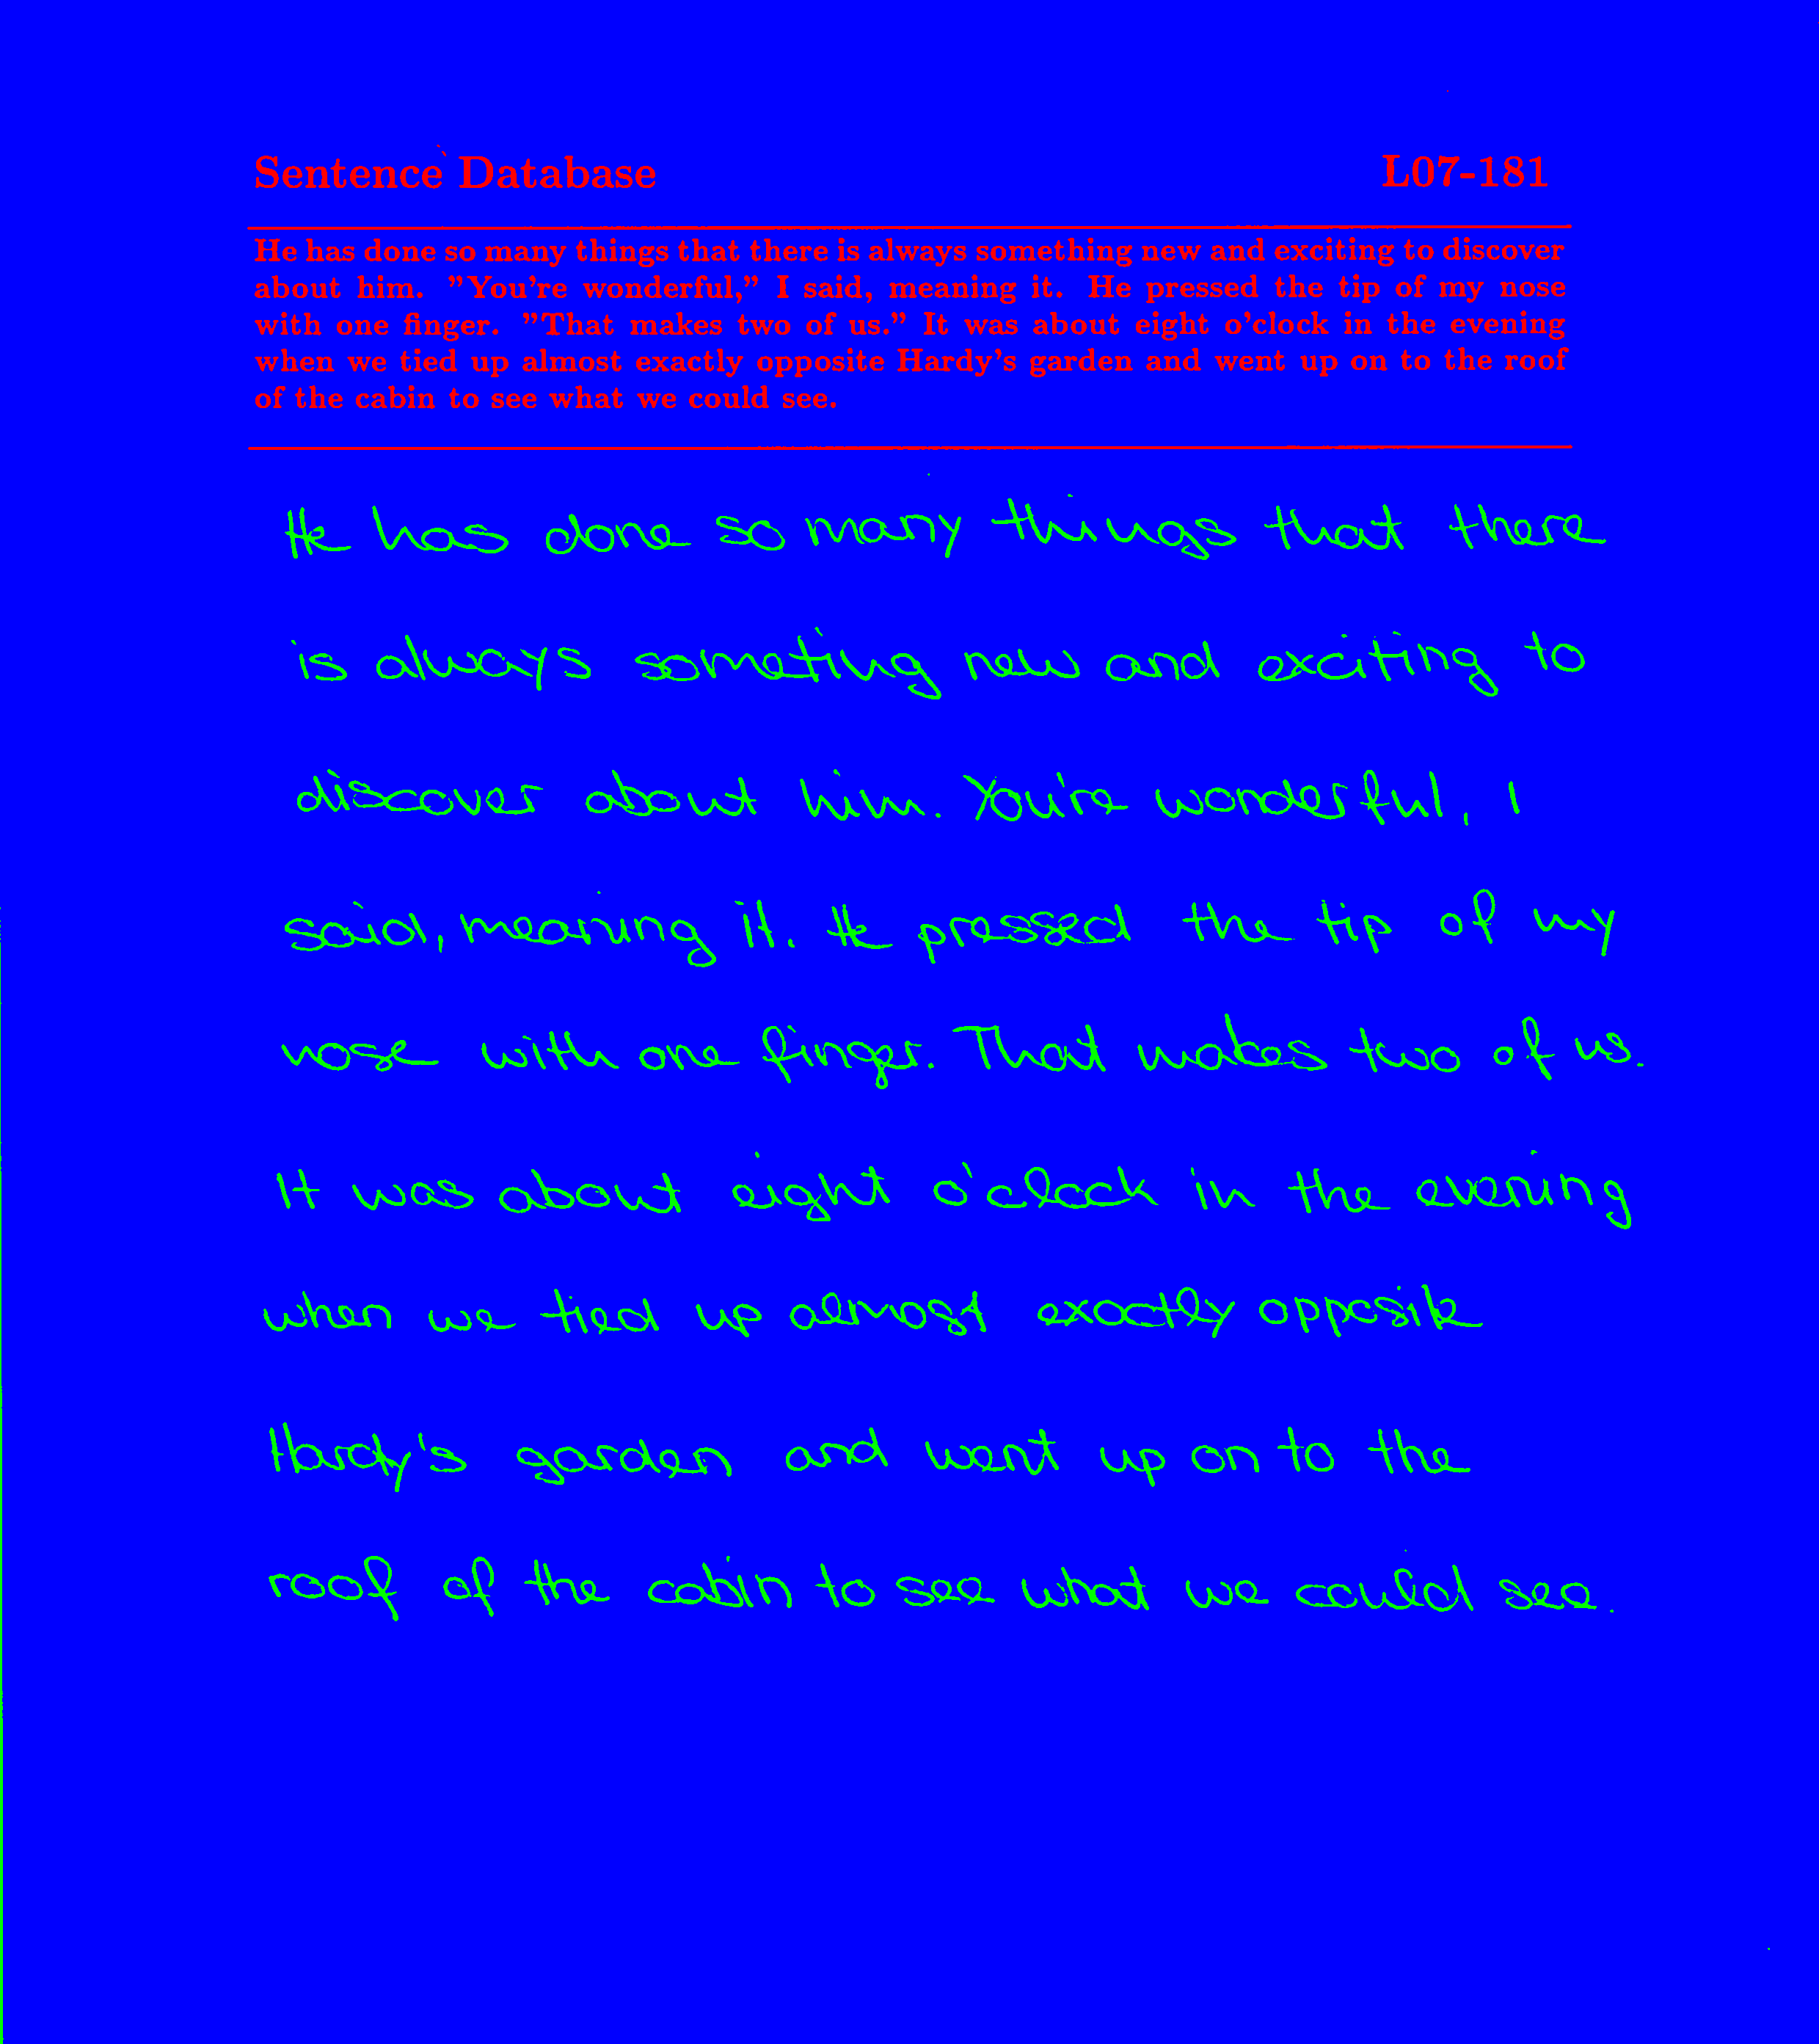 Sentence Database L07-181
He has done so many things that there is always something new and exciting to discover
about him. "You're wonderful," I said, meaning it. He pressed the tip of my nose
with one finger. "That makes two of us." It was about eight o'clock in the evening
when we tied up almost exactly opposite Hardy's garden and went up on to the roof
of the cabin to see what we could see.
He has done so many things that there
is always someting new and exciting to
discover about him. You're wonderful, I
said, meaning it. He pressed the tip of my
nose with one finger. That makes two of us.
It was about eight o'clock in the evening
when we tied up almost exactly opposite
Hardy's garden and went up on to the
roof of the cabin to see what we could see.